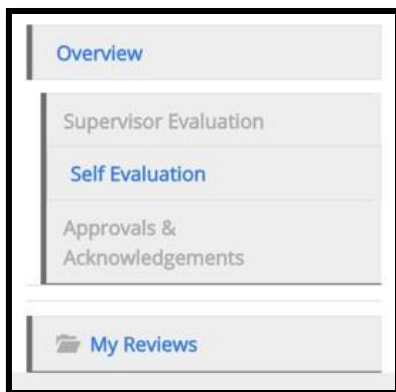 Overview
Supervisor Evaluation
Self Evaluation
Approvals &
Acknowledgements
My Reviews